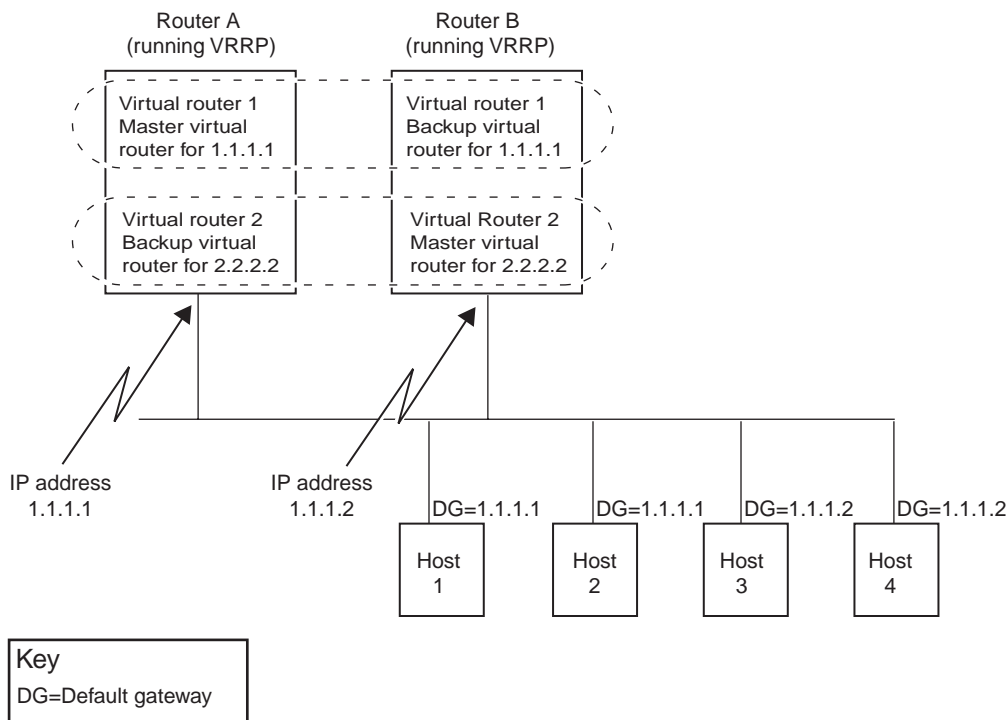 Router A
(running VRRP)
Router B
(running VRRP)
Virtual router 1
Master virtual
router for 1.1.1.1
Virtual router 1
Backup virtual
router for 1.1.1.1
Virtual router 2
Backup virtual
router for 2.2.2.2
Virtual Router 2
Master virtual
router for 2.2.2.2
IP address
1.1.1.1
IP address
1.1.1.2
DG=1.1.1.1
DG=1.1.1.1
DG=1.1.1.2
DG=1.1.1.2
Host
1
Host
2
Host
3
Host
4
Key
DG=Default gateway